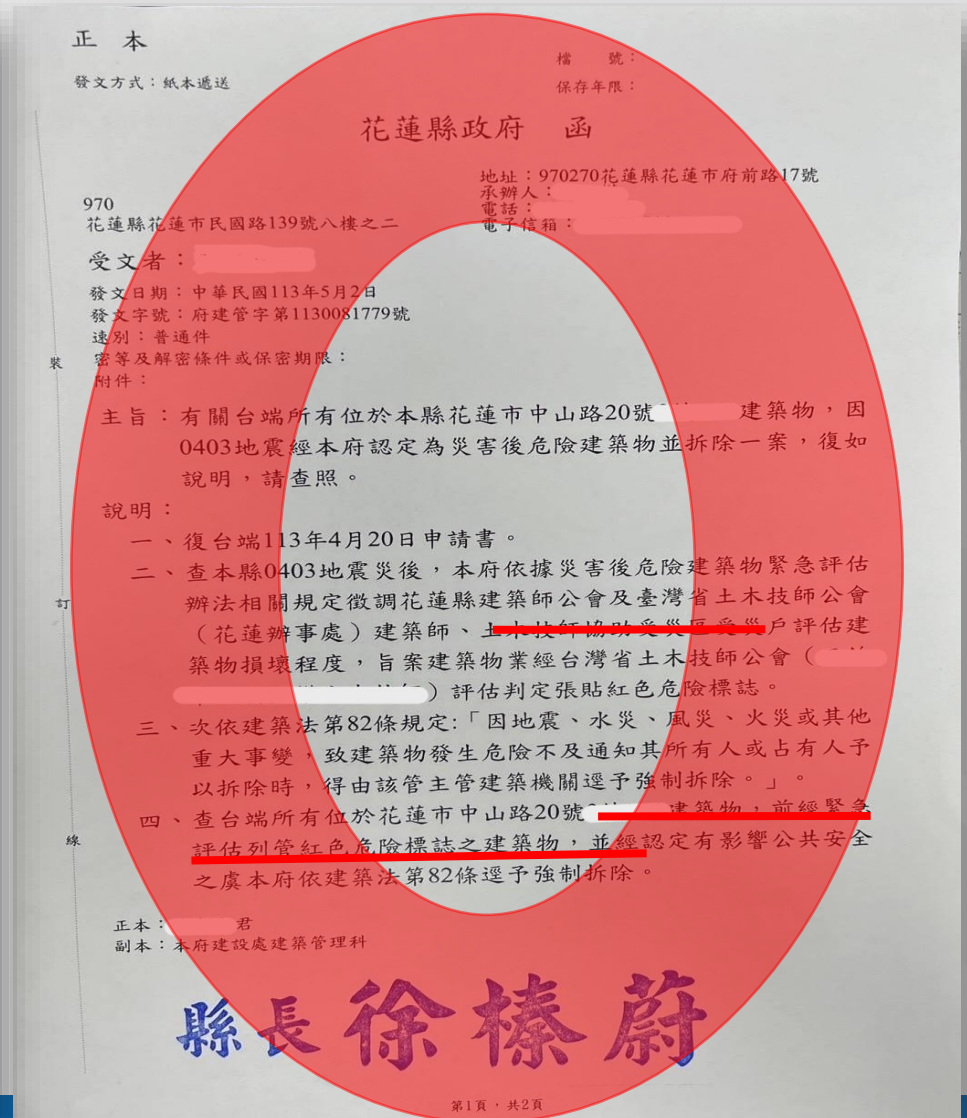 正 本
檔 號：
發文方式：紙本遞送
保存年限：
花蓮縣政府 函
地址：970270花蓮縣花蓮市府前路17號
承辦人：
電話：
電子信箱：
970
花蓮縣花蓮市民國路139號八樓之二
受文者：
發文日期：中華民國113年5月2日
發文字號：府建管字第1130081779號
速別：普通件
密等及解密條件或保密期限：
附件：
主旨：有關台端所有位於本縣花蓮市中山路20號 建築物，因
0403地震經本府認定為災害後危險建築物並拆除一案，復如
說明，請查照。
說明：
一、復台端113年4月20日申請書。
二、查本縣0403地震災後，本府依據災害後危險建築物緊急評估
辦法相關規定徵調花蓮縣建築師公會及臺灣省土木技師公會
（花蓮辦事處）建築師、土木技師協助受災區受災戶評估建
築物損壞程度，旨案建築物業經台灣省土木技師公會（
）評估判定張貼紅色危險標誌。
三、次依建築法第82條規定:「因地震、水災、風災、火災或其他
重大事變，致建築物發生危險不及通知其所有人或占有人予
以拆除時，得由該管主管建築機關逕予強制拆除。」。
四、查台端所有位於花蓮市中山路20號 建築物，前經緊急
評估列管紅色危險標誌之建築物，並經認定有影響公共安全
之虞本府依建築法第82條逕予強制拆除。
正本： 君
副本：本府建設處建築管理科
縣長 徐榛蔚
第1頁，共2頁
裝
訂
線